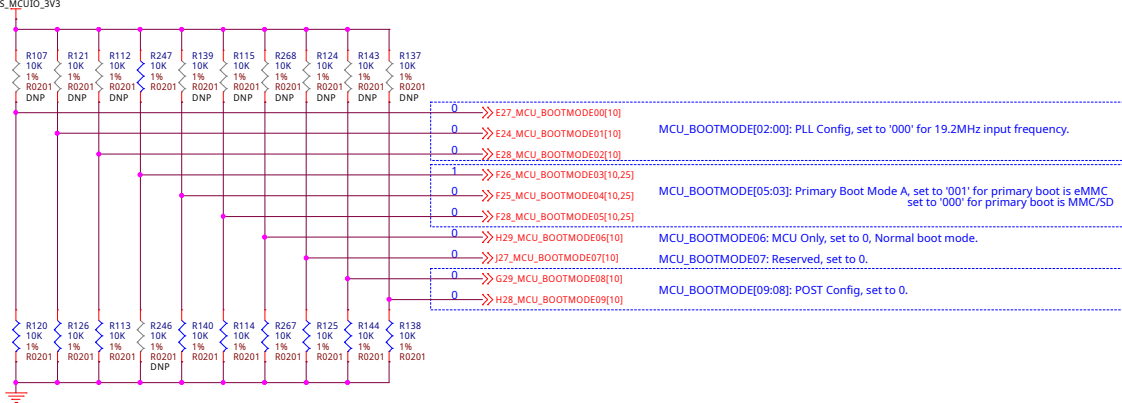 S_MCUIO_3V3
R107 R121 R112 R247 R139 R115 R268 R124 R143 R137
10K 10K 10K 10K 10K 10K 10K 10K 10K 10K
1% 1% 1% 1% 1% 1% 1% 1% 1% 1%
R0201 R0201 R0201 R0201 R0201 R0201 R0201 R0201 R0201 R0201
DNP DNP DNP DNP DNP DNP DNP DNP DNP
0 E27_MCU_BOOTMODE00[10]
0 E24_MCU_BOOTMODE01[10] MCU_BOOTMODE[02:00]: PLL Config, set to '000' for 19.2MHz input frequency.
0 E28_MCU_BOOTMODE02[10]
1 F26_MCU_BOOTMODE03[10,25]
0 F25_MCU_BOOTMODE04[10,25] MCU_BOOTMODE[05:03]: Primary Boot Mode A, set to '001' for primary boot is eMMC
set to '000' for primary boot is MMC/SD
0 F28_MCU_BOOTMODE05[10,25]
0 H29_MCU_BOOTMODE06[10] MCU_BOOTMODE06: MCU Only, set to 0, Normal boot mode.
0 J27_MCU_BOOTMODE07[10] MCU_BOOTMODE07: Reserved, set to 0.
0 G29_MCU_BOOTMODE08[10]
MCU_BOOTMODE[09:08]: POST Config, set to 0.
0 H28_MCU_BOOTMODE09[10]
R120 R126 R113 R246 R140 R114 R267 R125 R144 R138
10K 10K 10K 10K 10K 10K 10K 10K 10K 10K
1% 1% 1% 1% 1% 1% 1% 1% 1% 1%
R0201 R0201 R0201 R0201 R0201 R0201 R0201 R0201 R0201 R0201
DNP